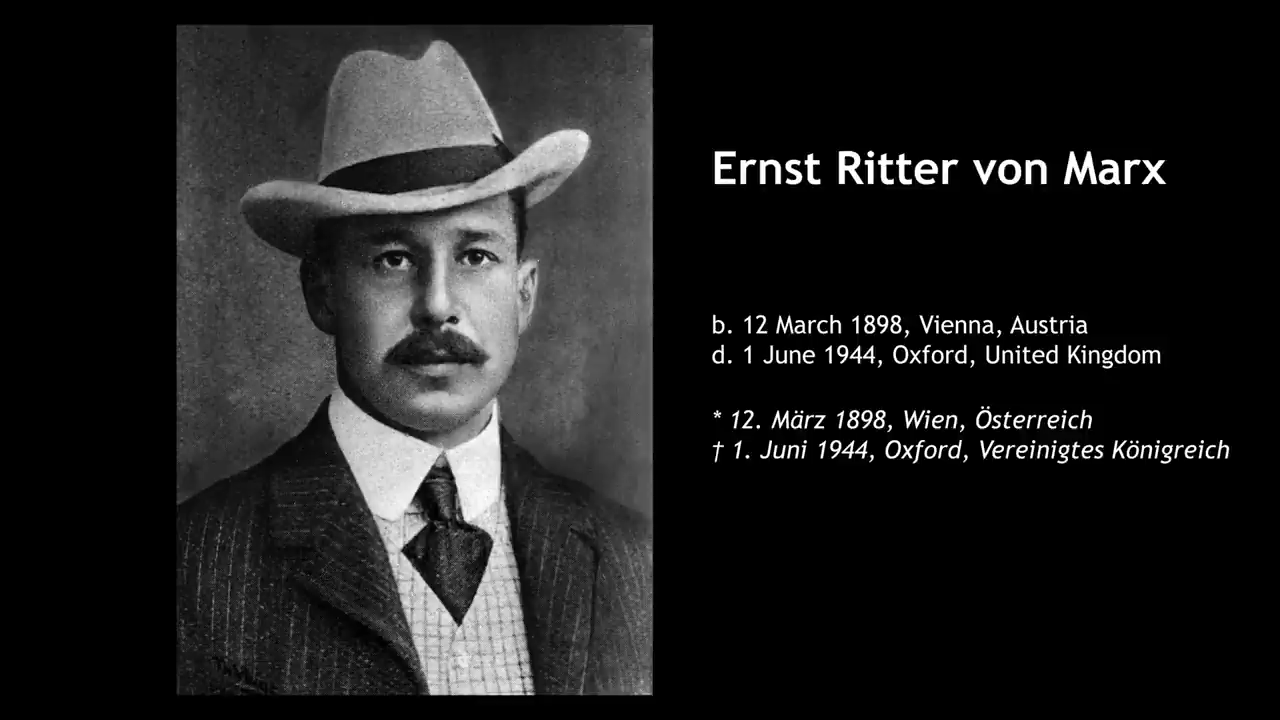 Ernst Ritter von Marx
b. 12 March 1898, Vienna, Austria
d. 1 June 1944, Oxford, United Kingdom
* 12. März 1898, Wien, Österreich
† 1. Juni 1944, Oxford, Vereinigtes Königreich